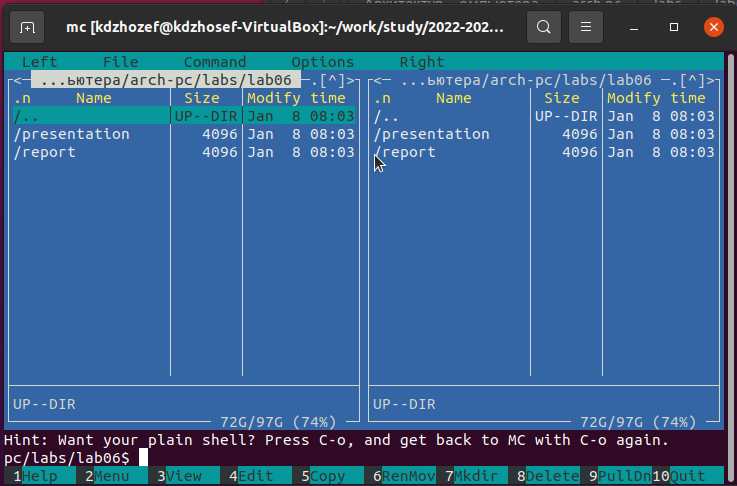 mc [kdzhozef@kdzhosef-VirtualBox]:~/work/study/2022-202...
Left File Command Options Right
<─ ...ьютера/arch-pc/labs/lab06 ─.[^]>
<─ ...ьютера/arch-pc/labs/lab06 ─.[^]>
.n Name Size Modify time
.n Name Size Modify time
/.. UP--DIR Jan 8 08:03
/.. UP--DIR Jan 8 08:03
/presentation 4096 Jan 8 08:03
/presentation 4096 Jan 8 08:03
/report 4096 Jan 8 08:03
/report 4096 Jan 8 08:03
UP--DIR
UP--DIR
72G/97G (74%)
72G/97G (74%)
Hint: Want your plain shell? Press C-o, and get back to MC with C-o again.
pc/labs/lab06$
1Help 2Menu 3View 4Edit 5Copy 6RenMov 7Mkdir 8Delete 9PullDn 10Quit